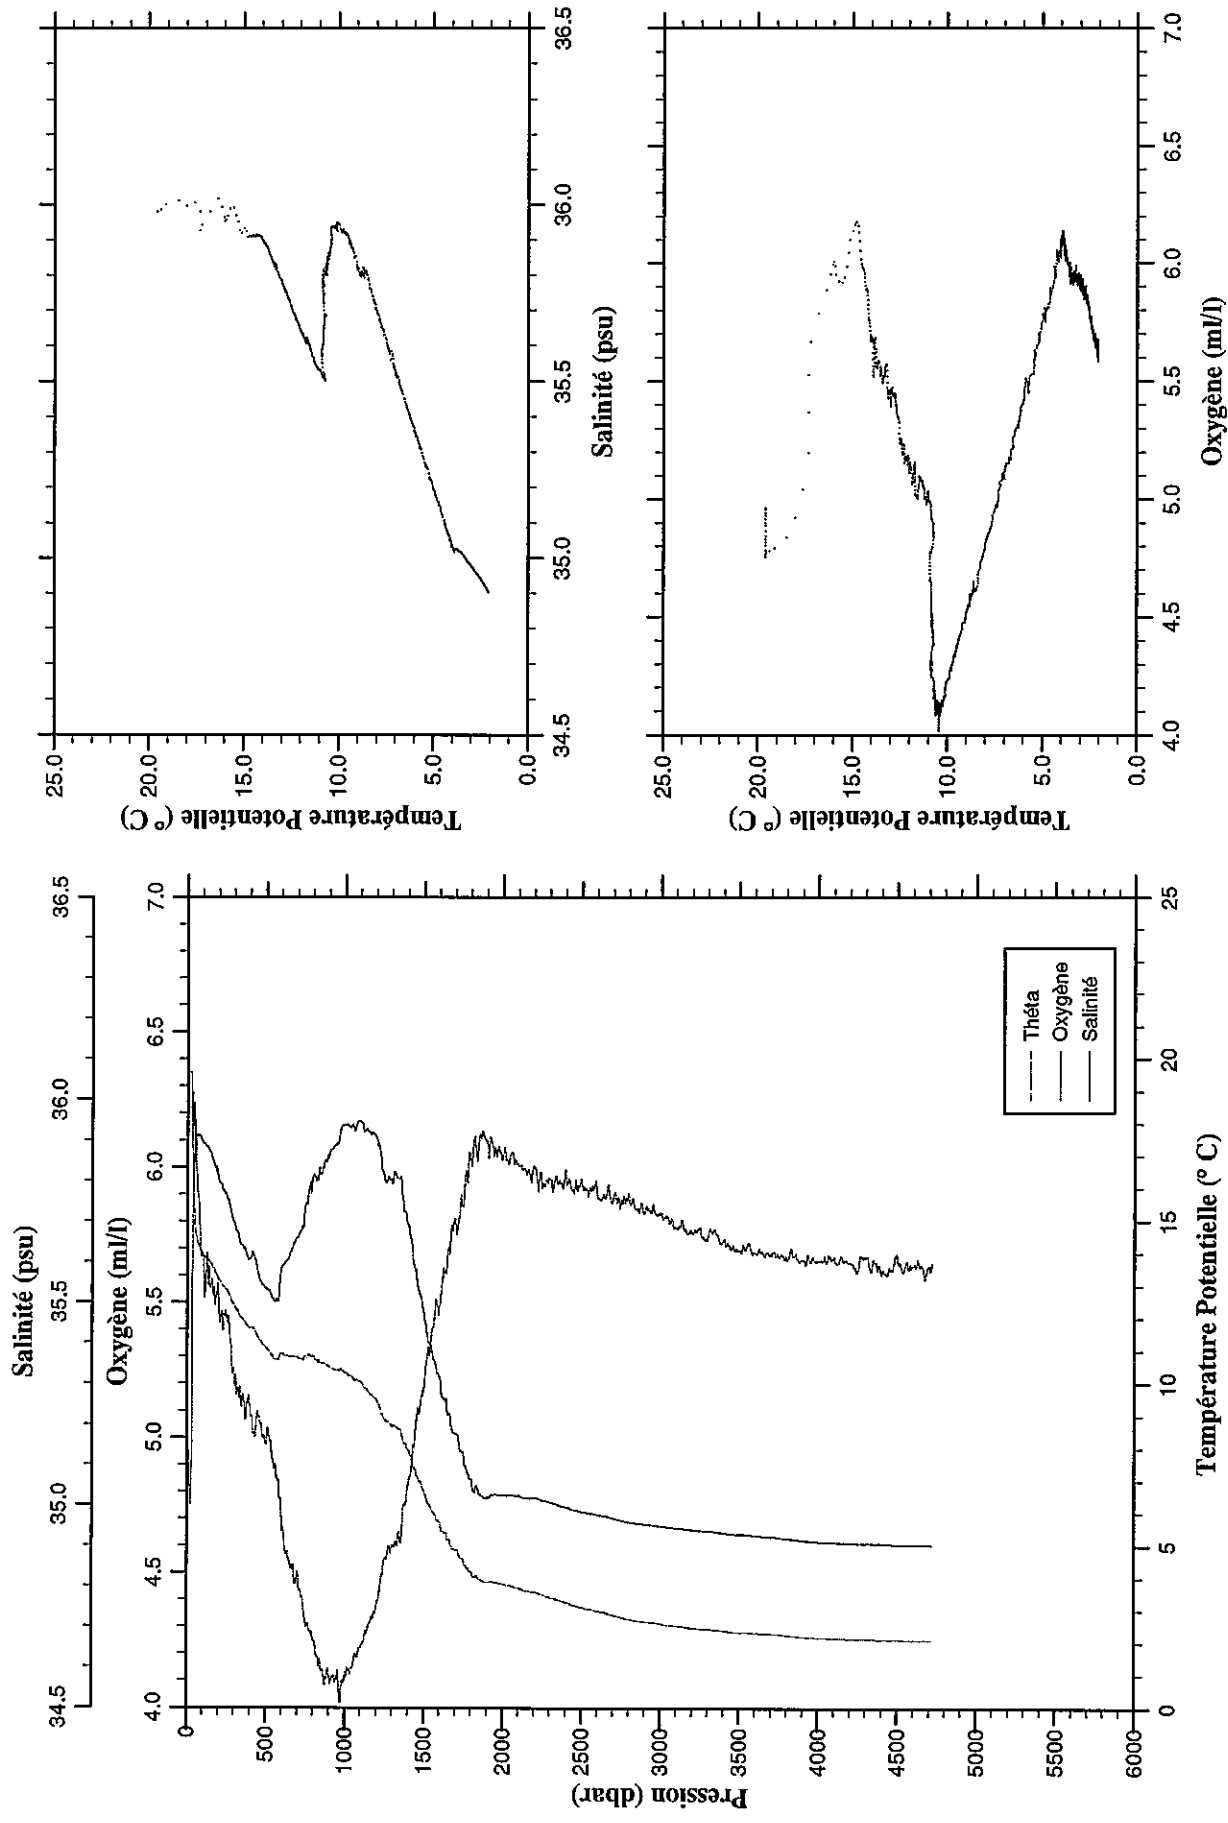 Salinité (psu)
34.5 35.0 35.5 36.0 36.5
Oxygène (ml/l)
4.0 4.5 5.0 5.5 6.0 6.5 7.0
Pression (dbar)
0
500
1000
1500
2000
2500
3000
3500
4000
4500
5000
5500
6000
Théta
Oxygène
Salinité
0 5 10 15 20 25
Température Potentielle (° C)
Température Potentielle (° C)
25.0
20.0
15.0
10.0
5.0
0.0
34.5 35.0 35.5 36.0 36.5
Salinité (psu)
Température Potentielle (° C)
25.0
20.0
15.0
10.0
5.0
0.0
4.0 4.5 5.0 5.5 6.0 6.5 7.0
Oxygène (ml/l)